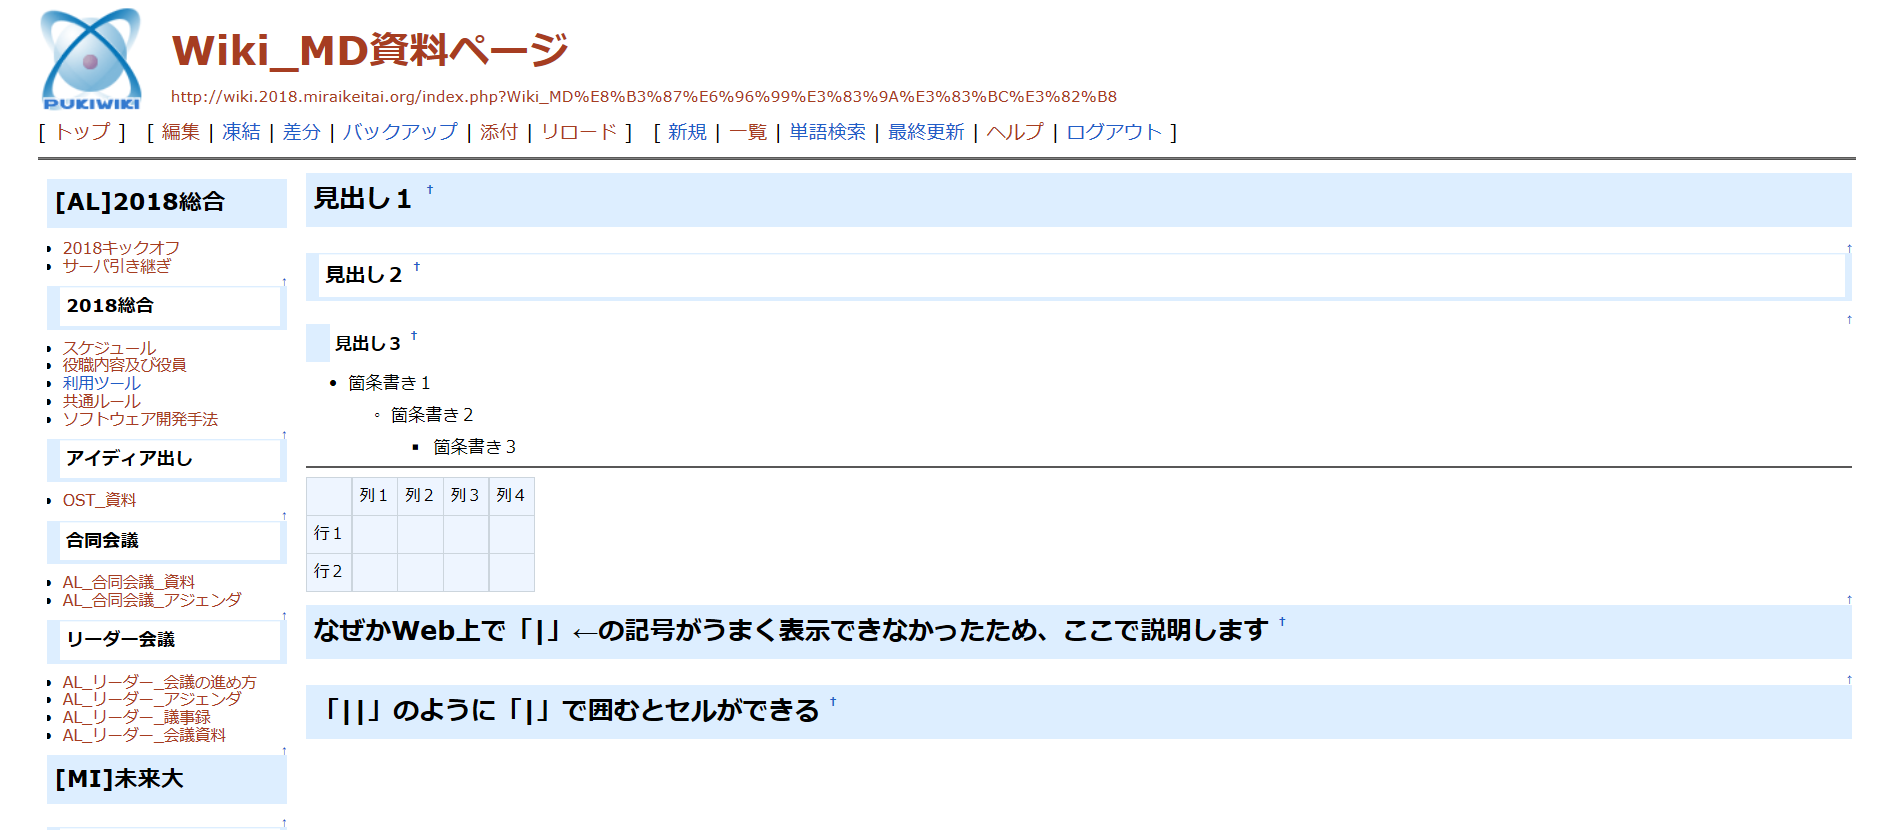 PUKIWIKI
Wiki_MD資料ページ
http://wiki.2018.miraikeitai.org/index.php?Wiki_MD%E8%B3%87%E6%96%99%E3%83%9A%E3%83%BC%E3%82%B8
[ トップ ] [ 編集 | 凍結 | 差分 | バックアップ | 添付 | リロード ] [ 新規 | 一覧 | 単語検索 | 最終更新 | ヘルプ | ログアウト ]
[AL]2018総合
2018キックオフ
サーバ引き継ぎ
↑
2018総合
スケジュール
役職内容及び役員
利用ツール
共通ルール
ソフトウェア開発手法
↑
アイディア出し
OST_資料
↑
合同会議
AL_合同会議_資料
AL_合同会議_アジェンダ
↑
リーダー会議
AL_リーダー_会議の進め方
AL_リーダー_アジェンダ
AL_リーダー_議事録
AL_リーダー_会議資料
↑
[MI]未来大
↑
見出し１ †
↑
見出し２ †
↑
見出し３ †
箇条書き１
箇条書き２
箇条書き３
列１ 列２ 列３ 列４
行１
行２
↑
なぜかWeb上で「|」←の記号がうまく表示できなかったため、ここで説明します †
↑
「||」のように「|」で囲むとセルができる †